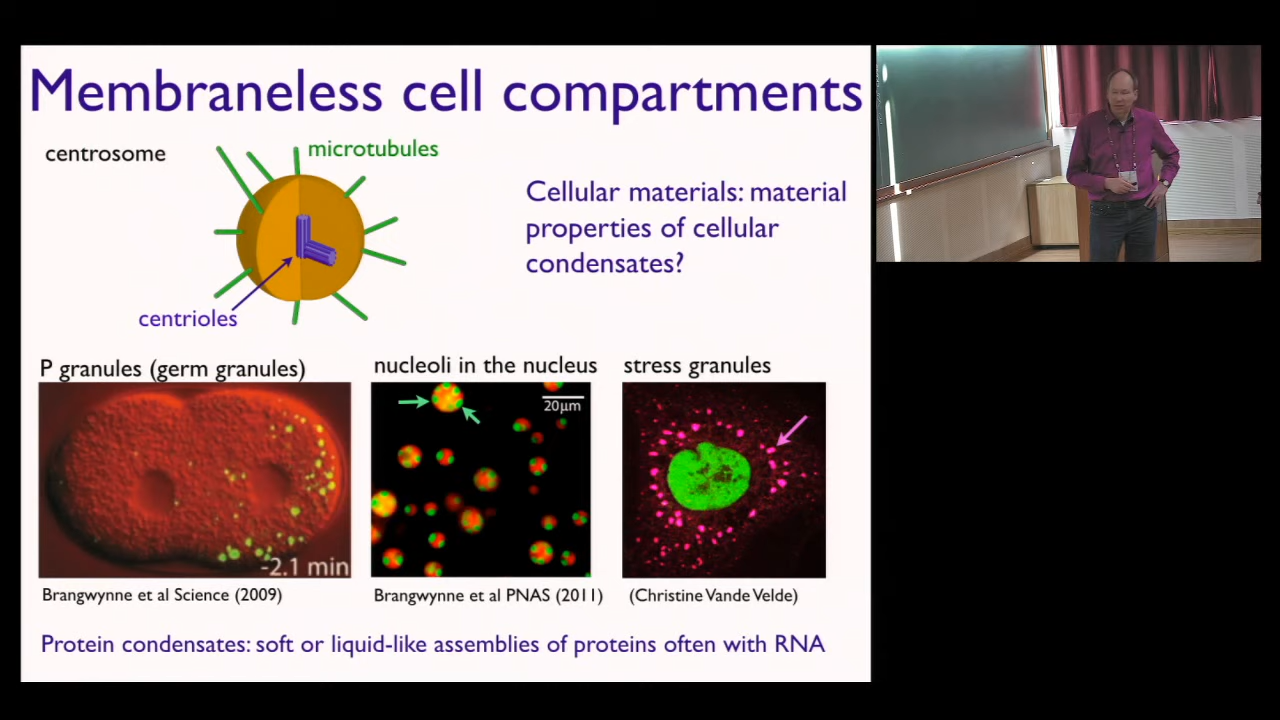 Membraneless cell compartments
centrosome
microtubules
centrioles
Cellular materials: material
properties of cellular
condensates?
P granules (germ granules)
nucleoli in the nucleus
stress granules
-2.1 min
20μm
Brangwynne et al Science (2009)
Brangwynne et al PNAS (2011)
(Christine Vande Velde)
Protein condensates: soft or liquid-like assemblies of proteins often with RNA